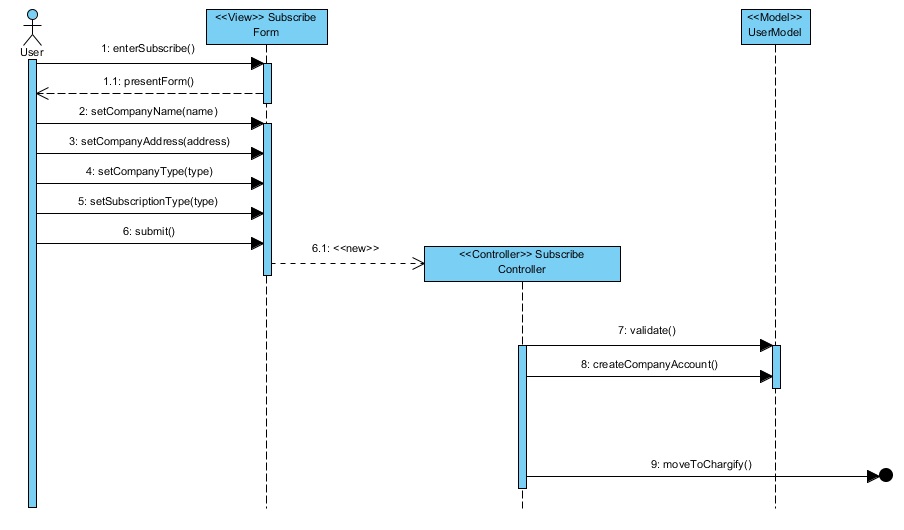 <<View>> Subscribe
Form
<<Model>>
UserModel
User
1: enterSubscribe()
1.1: presentForm()
2: setCompanyName(name)
3: setCompanyAddress(address)
4: setCompanyType(type)
5: setSubscriptionType(type)
6: submit()
6.1: <<new>>
<<Controller>> Subscribe
Controller
7: validate()
8: createCompanyAccount()
9: moveToChargify()